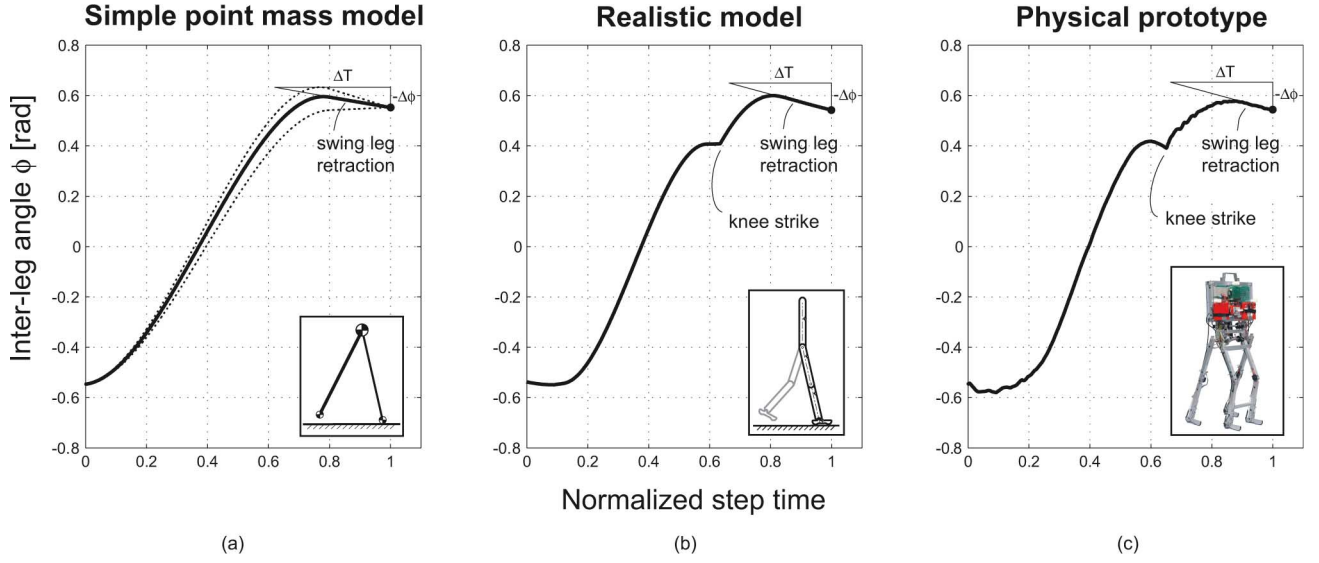 Simple point mass model
Realistic model
Physical prototype
Inter-leg angle ϕ [rad]
0.8
0.6
0.4
0.2
0
-0.2
-0.4
-0.6
-0.8
0 0.2 0.4 0.6 0.8 1
ΔT
-Δϕ
swing leg
retraction
0.8
0.6
0.4
0.2
0
-0.2
-0.4
-0.6
-0.8
0 0.2 0.4 0.6 0.8 1
ΔT
-Δϕ
swing leg
retraction
knee strike
0.8
0.6
0.4
0.2
0
-0.2
-0.4
-0.6
-0.8
0 0.2 0.4 0.6 0.8 1
ΔT
-Δϕ
swing leg
retraction
knee strike
Normalized step time
(a)
(b)
(c)